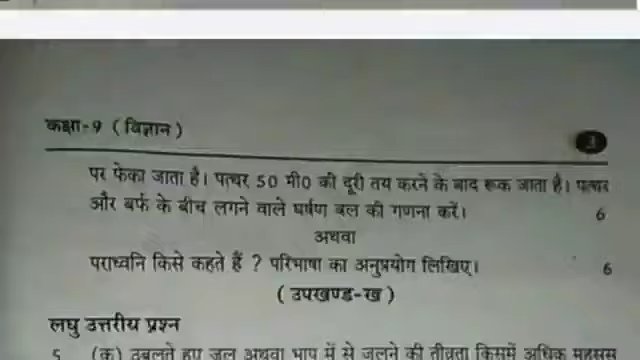 कक्षा-9 (विज्ञान)
3
पर फेंका जाता है। पत्थर 50 मी0 की दूरी तय करने के बाद रूक जाता है। पत्थर
और बर्फ के बीच लगने वाले घर्षण बल की गणना करें। 6
अथवा
पराध्वनि किसे कहते हैं ? परिभाषा का अनुप्रयोग लिखिए। 6
(उपखण्ड-ख)
लघु उत्तरीय प्रश्न
5. (क) उबलते हुए जल अथवा भाप में से जलने की तीव्रता किसमें अधिक महसूस